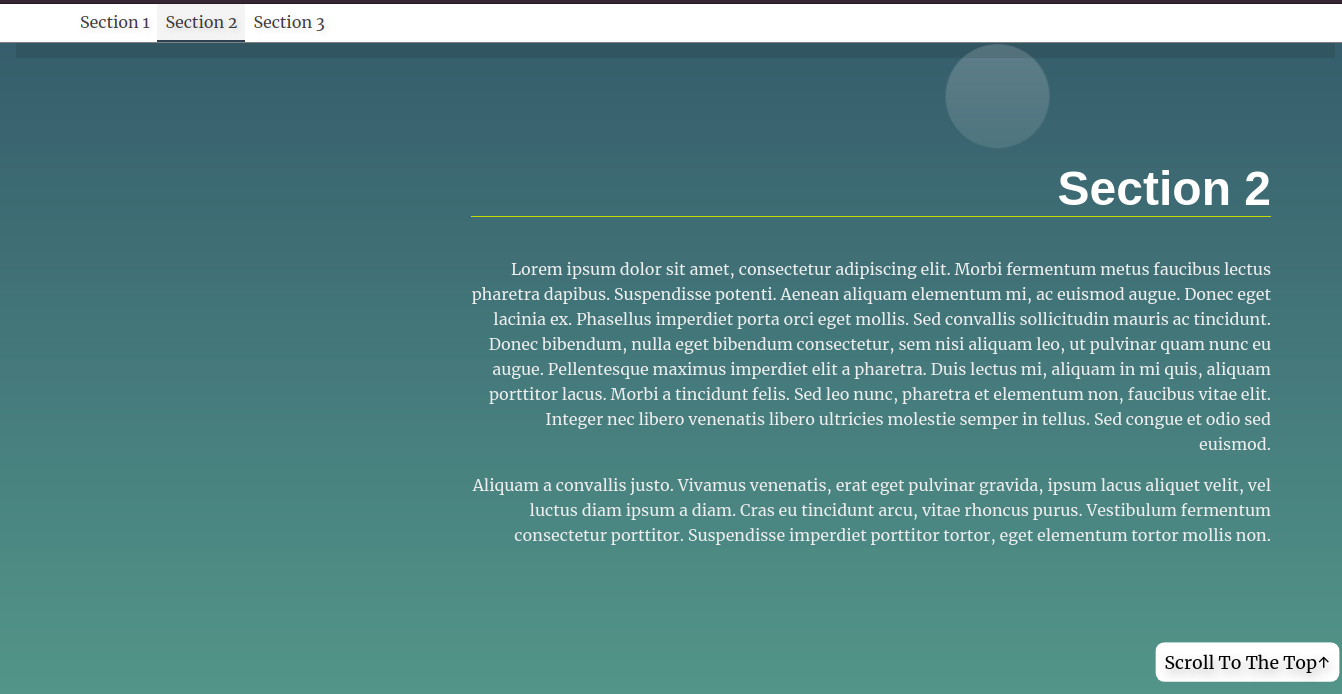 Section 1 Section 2 Section 3
Section 2
Lorem ipsum dolor sit amet, consectetur adipiscing elit. Morbi fermentum metus faucibus lectus
pharetra dapibus. Suspendisse potenti. Aenean aliquam elementum mi, ac euismod augue. Donec eget
lacinia ex. Phasellus imperdiet porta orci eget mollis. Sed convallis sollicitudin mauris ac tincidunt.
Donec bibendum, nulla eget bibendum consectetur, sem nisi aliquam leo, ut pulvinar quam nunc eu
augue. Pellentesque maximus imperdiet elit a pharetra. Duis lectus mi, aliquam in mi quis, aliquam
porttitor lacus. Morbi a tincidunt felis. Sed leo nunc, pharetra et elementum non, faucibus vitae elit.
Integer nec libero venenatis libero ultricies molestie semper in tellus. Sed congue et odio sed
euismod.
Aliquam a convallis justo. Vivamus venenatis, erat eget pulvinar gravida, ipsum lacus aliquet velit, vel
luctus diam ipsum a diam. Cras eu tincidunt arcu, vitae rhoncus purus. Vestibulum fermentum
consectetur porttitor. Suspendisse imperdiet porttitor tortor, eget elementum tortor mollis non.
Scroll To The Top↑